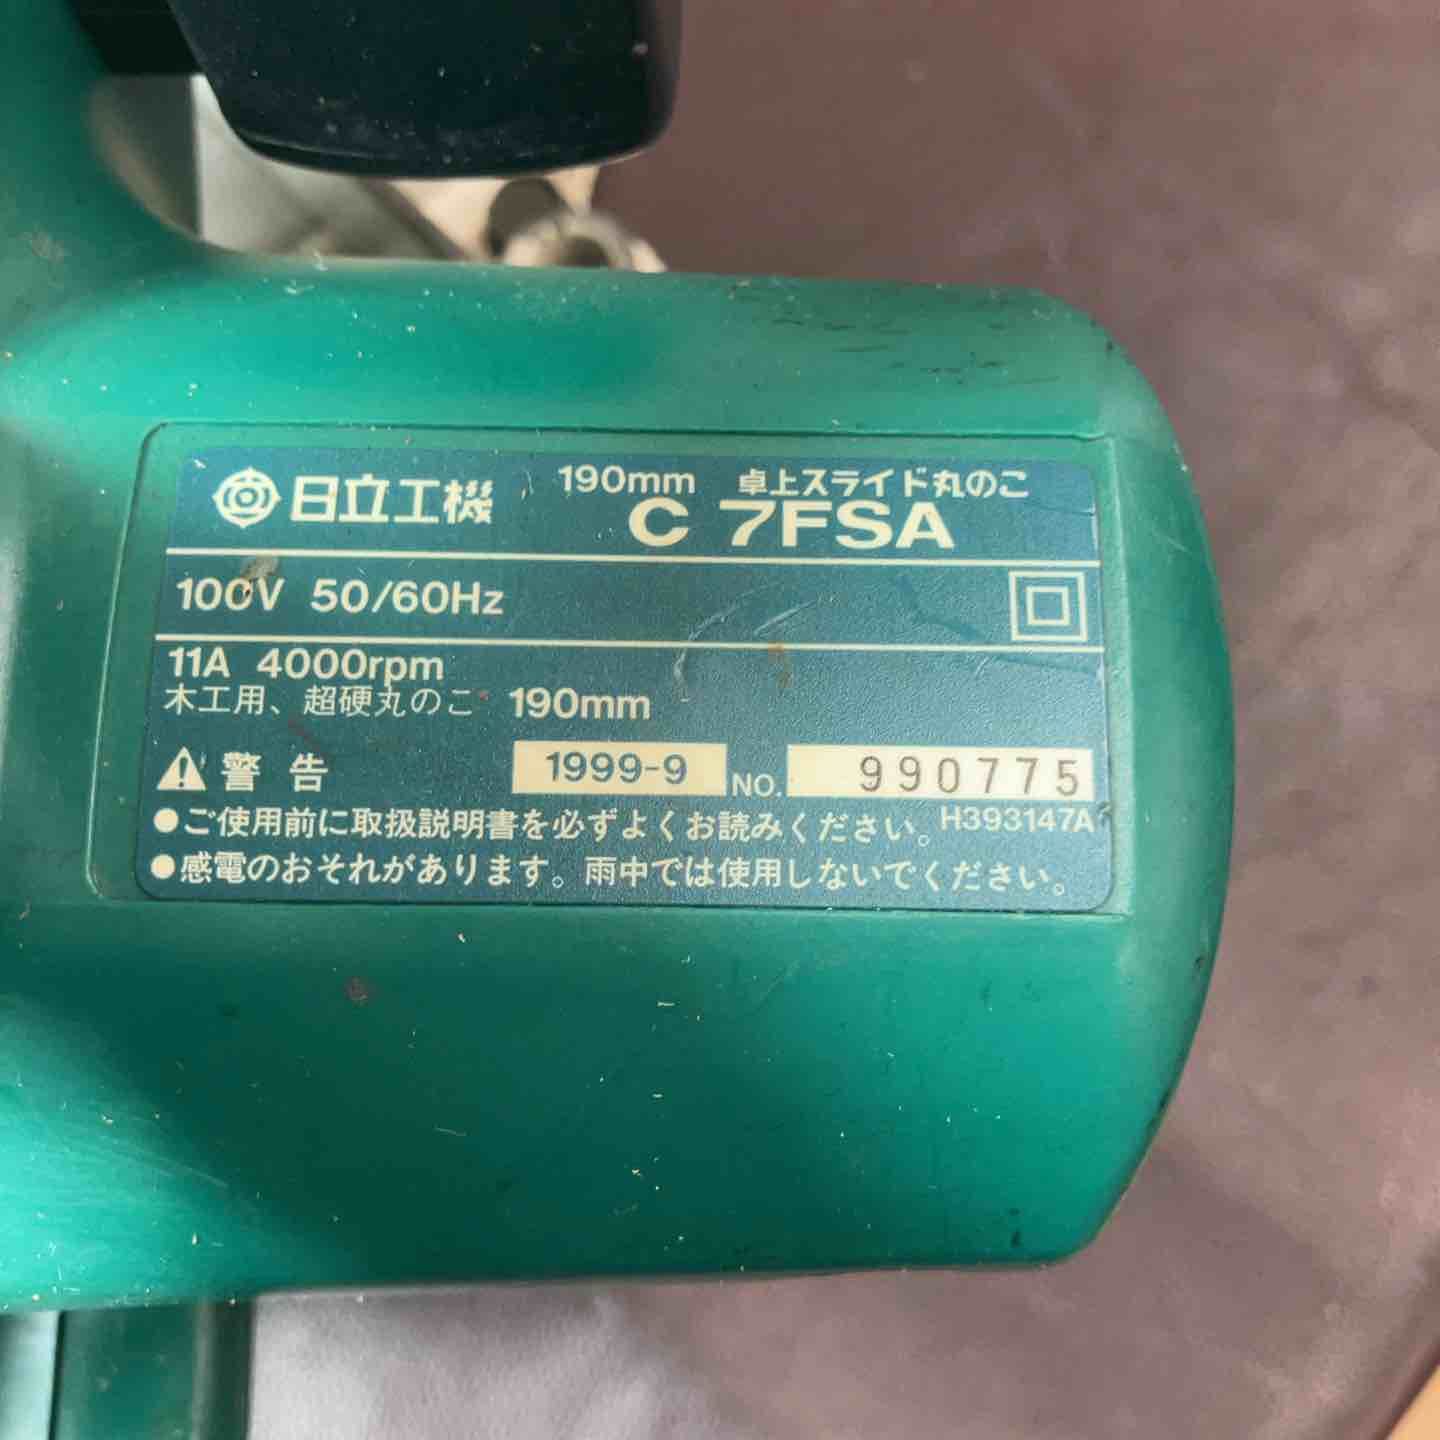 日立工機 190mm 卓上スライド丸のこ
C 7FSA
100V 50/60Hz
11A 4000rpm
木工用、超硬丸のこ 190mm
警告 1999-9 NO. 990775
●ご使用前に取扱説明書を必ずよくお読みください。 H393147A
●感電のおそれがあります。雨中では使用しないでください。